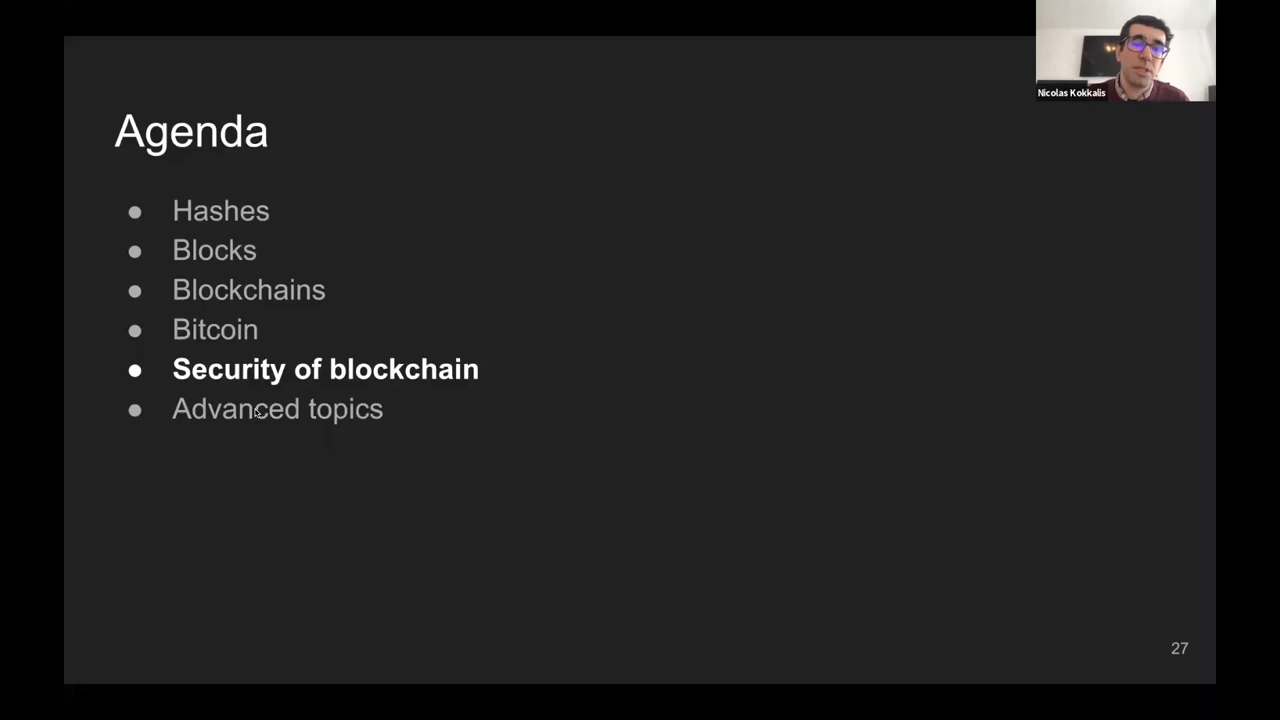 Nicolas Kokkalis
Agenda
● Hashes
● Blocks
● Blockchains
● Bitcoin
● Security of blockchain
● Advanced topics
27